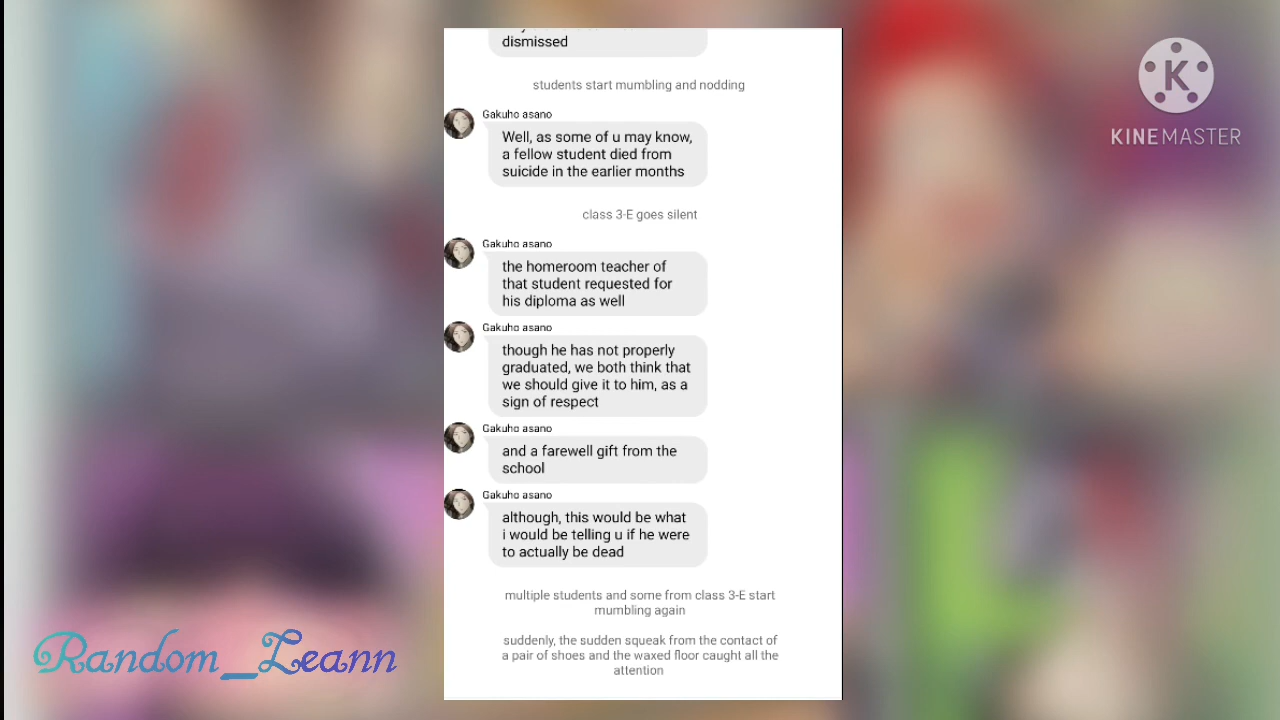 dismissed
students start mumbling and nodding
Gakuho asano
Well, as some of u may know,
a fellow student died from
suicide in the earlier months
class 3-E goes silent
Gakuho asano
the homeroom teacher of
that student requested for
his diploma as well
Gakuho asano
though he has not properly
graduated, we both think that
we should give it to him, as a
sign of respect
Gakuho asano
and a farewell gift from the
school
Gakuho asano
although, this would be what
i would be telling u if he were
to actually be dead
multiple students and some from class 3-E start
mumbling again
suddenly, the sudden squeak from the contact of
a pair of shoes and the waxed floor caught all the
attention
K
KINEMASTER
Random_Leann